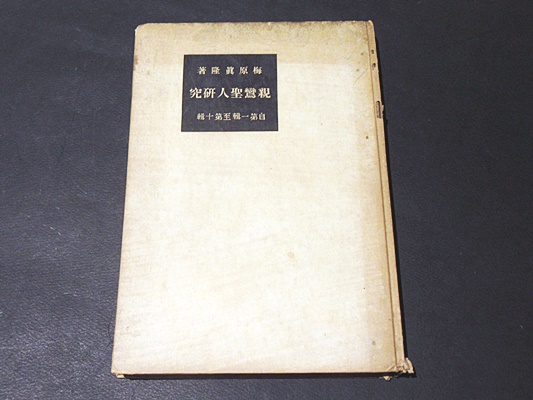 梅原眞隆著
親鸞聖人研究
自第一輯至第十輯